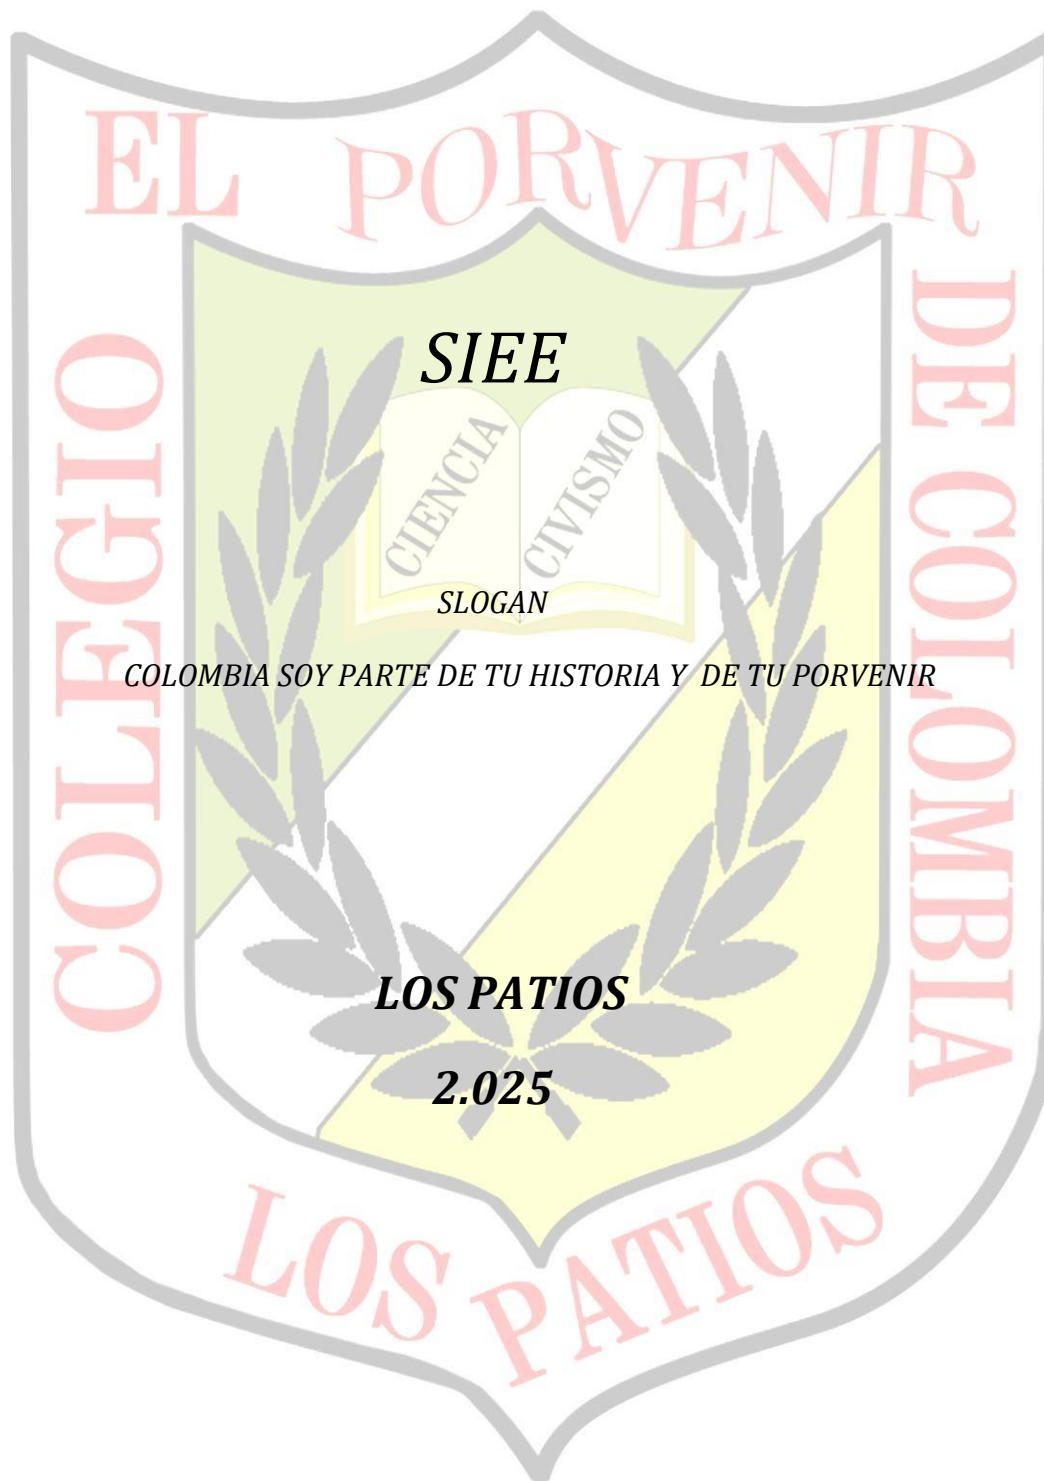 EL PORVENIR
COLEGIO
DE COLOMBIA
SIEE
CIENCIA
CIVISMO
SLOGAN
COLOMBIA SOY PARTE DE TU HISTORIA Y DE TU PORVENIR
LOS PATIOS
2.025
LOS PATIOS